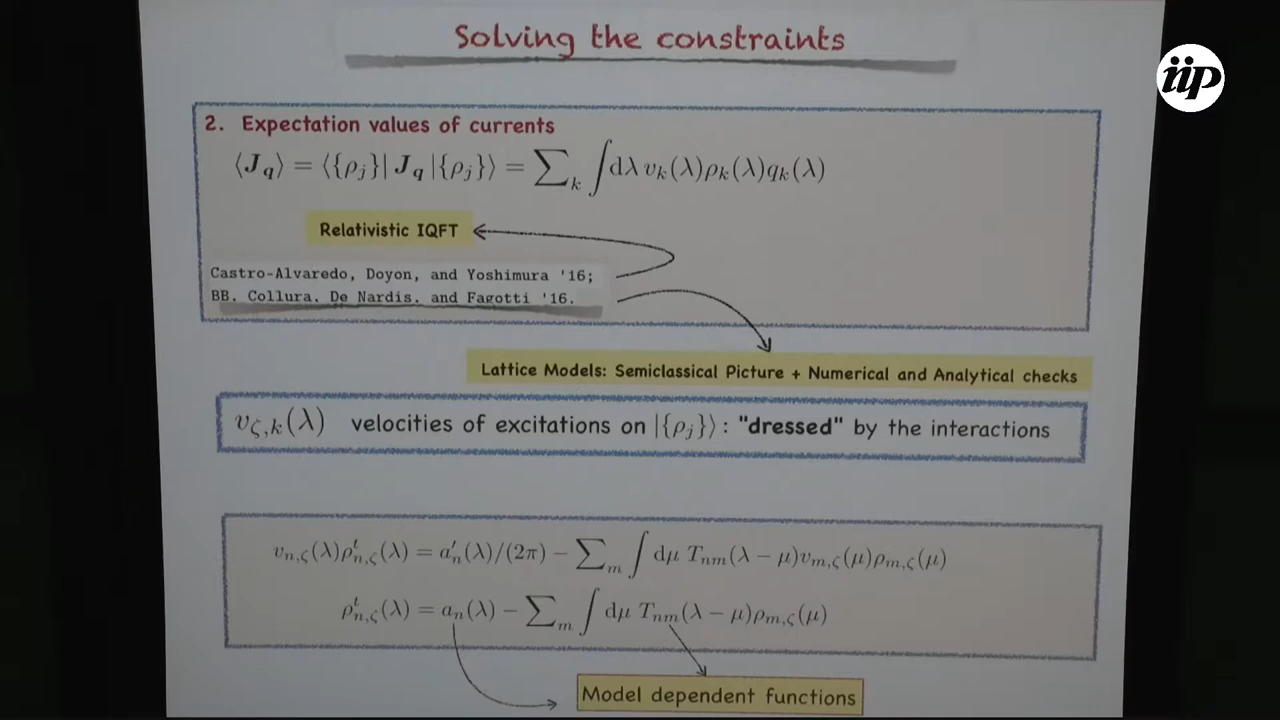 Solving the constraints
iip
2. Expectation values of currents
⟨J_q⟩ = ⟨{ρ_j}| J_q |{ρ_j}⟩ = ∑_k ∫dλ v_k(λ)ρ_k(λ)q_k(λ)
Relativistic IQFT
Castro-Alvaredo, Doyon, and Yoshimura '16;
BB, Collura, De Nardis, and Fagotti '16.
Lattice Models: Semiclassical Picture + Numerical and Analytical checks
v_{ζ,k}(λ) velocities of excitations on |{ρ_j}⟩: "dressed" by the interactions
v_{n,ζ}(λ)ρ^t_{n,ζ}(λ) = a′_n(λ)/(2π) − ∑_m ∫ dμ T_{nm}(λ − μ)v_{m,ζ}(μ)ρ_{m,ζ}(μ)
ρ^t_{n,ζ}(λ) = a_n(λ) − ∑_m ∫ dμ T_{nm}(λ − μ)ρ_{m,ζ}(μ)
Model dependent functions